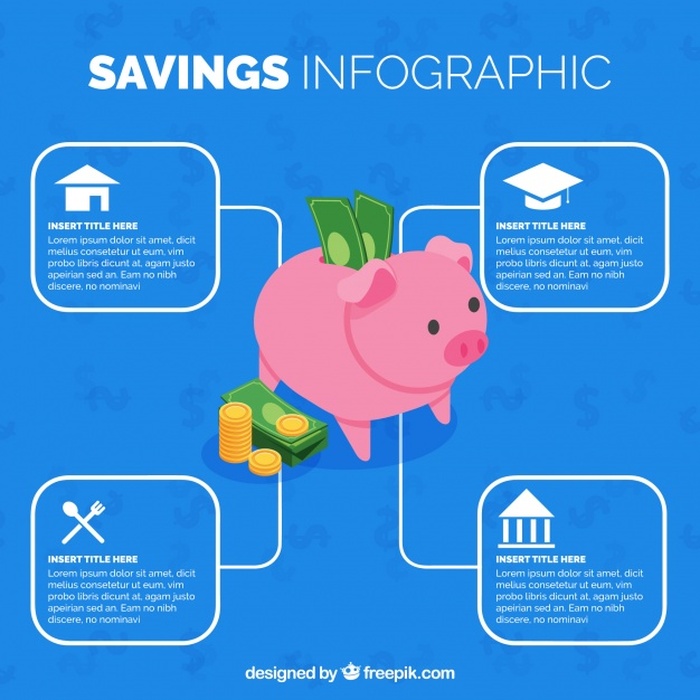 SAVINGS INFOGRAPHIC
INSERT TITLE HERE
Lorem ipsum dolor sit amet, dicit
melius consetetur ut eum, vim
probo libris dicunt at, agam justo
apeirian sed an. Eam no nibh
discere, no nominavi
INSERT TITLE HERE
Lorem ipsum dolor sit amet, dicit
melius consetetur ut eum, vim
probo libris dicunt at, agam justo
apeirian sed an. Eam no nibh
discere, no nominavi
INSERT TITLE HERE
Lorem ipsum dolor sit amet, dicit
melius consetetur ut eum, vim
probo libris dicunt at, agam justo
apeirian sed an. Eam no nibh
discere, no nominavi
INSERT TITLE HERE
Lorem ipsum dolor sit amet, dicit
melius consetetur ut eum, vim
probo libris dicunt at, agam justo
apeirian sed an. Eam no nibh
discere, no nominavi
designed by freepik.com